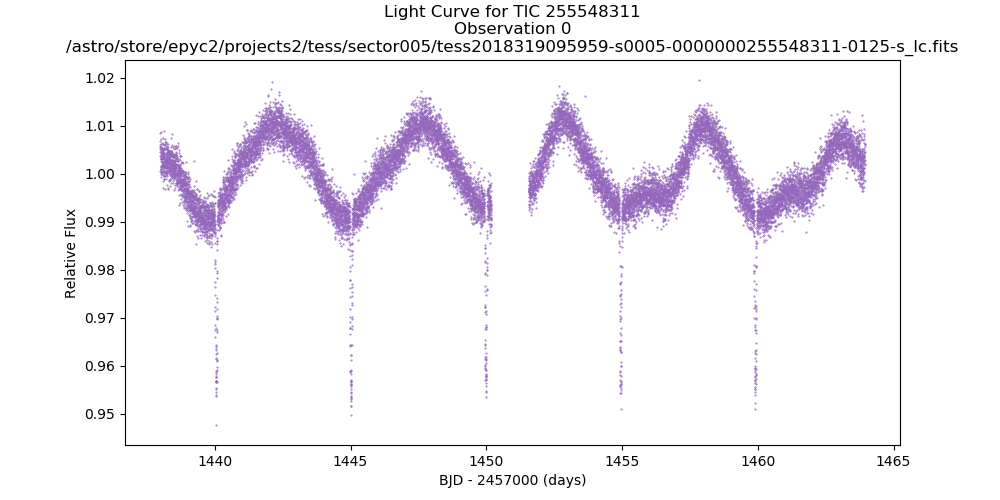 Light Curve for TIC 255548311
Observation 0
/astro/store/epyc2/projects2/tess/sector005/tess2018319095959-s0005-0000000255548311-0125-s_lc.fits
1.02
1.01
1.00
0.99
0.98
0.97
0.96
0.95
Relative Flux
1440
1445
1450
1455
1460
1465
BJD - 2457000 (days)